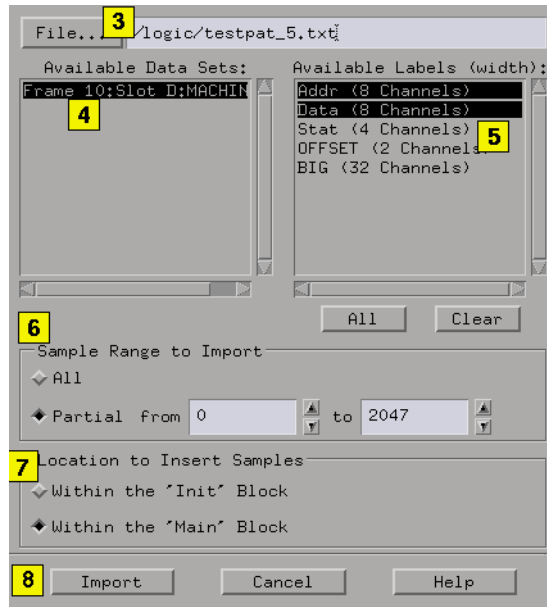 3
File... /logic/testpat_5.txt
Available Data Sets:
Available Labels (width):
Frame 10:Slot D:MACHIN
4
Addr (8 Channels)
Data (8 Channels)
Stat (4 Channels)
5
OFFSET (2 Channels)
BIG (32 Channels)
All
Clear
6
Sample Range to Import
All
Partial from 0 to 2047
7
Location to Insert Samples
Within the "Init" Block
Within the "Main" Block
8
Import
Cancel
Help